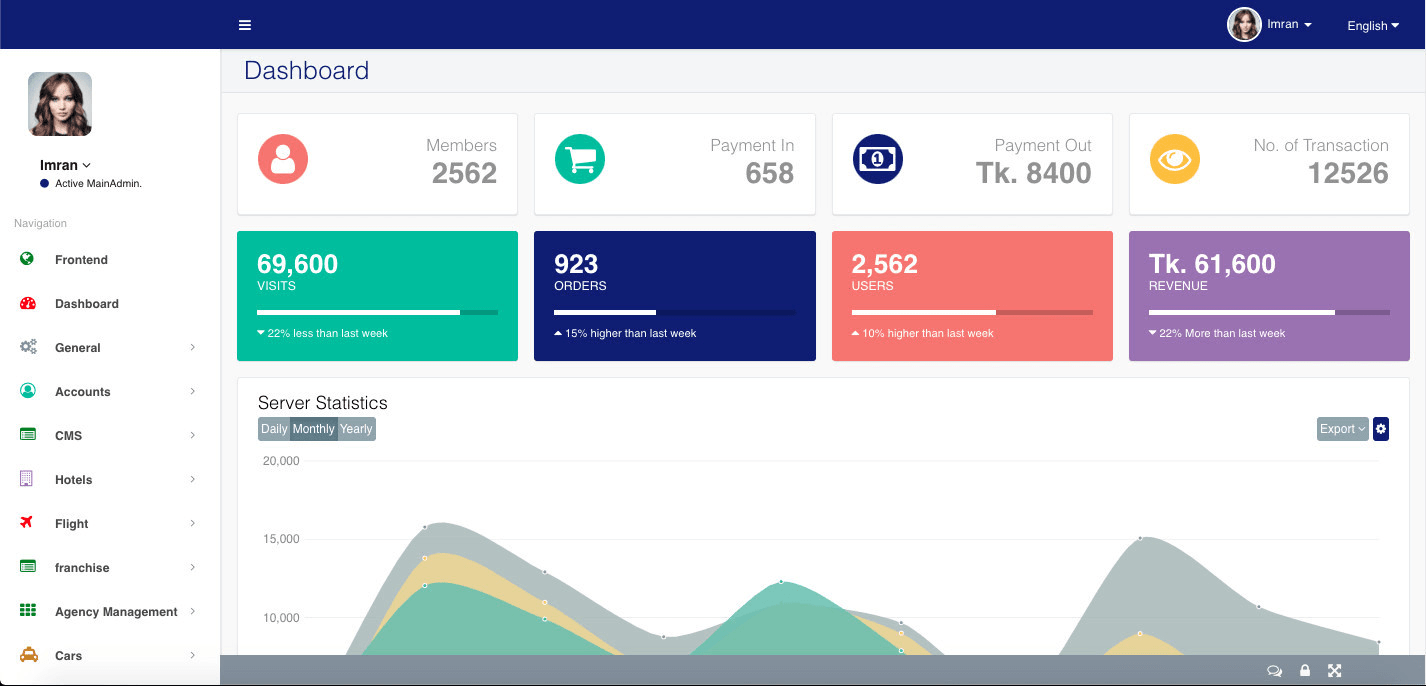 Imran
English
Imran
Active MainAdmin.
Navigation
Frontend
Dashboard
General
Accounts
CMS
Hotels
Flight
franchise
Agency Management
Cars
Dashboard
Members
2562
Payment In
658
Payment Out
Tk. 8400
No. of Transaction
12526
69,600
VISITS
22% less than last week
923
ORDERS
15% higher than last week
2,562
USERS
10% higher than last week
Tk. 61,600
REVENUE
22% More than last week
Server Statistics
Daily Monthly Yearly
Export
20,000
15,000
10,000